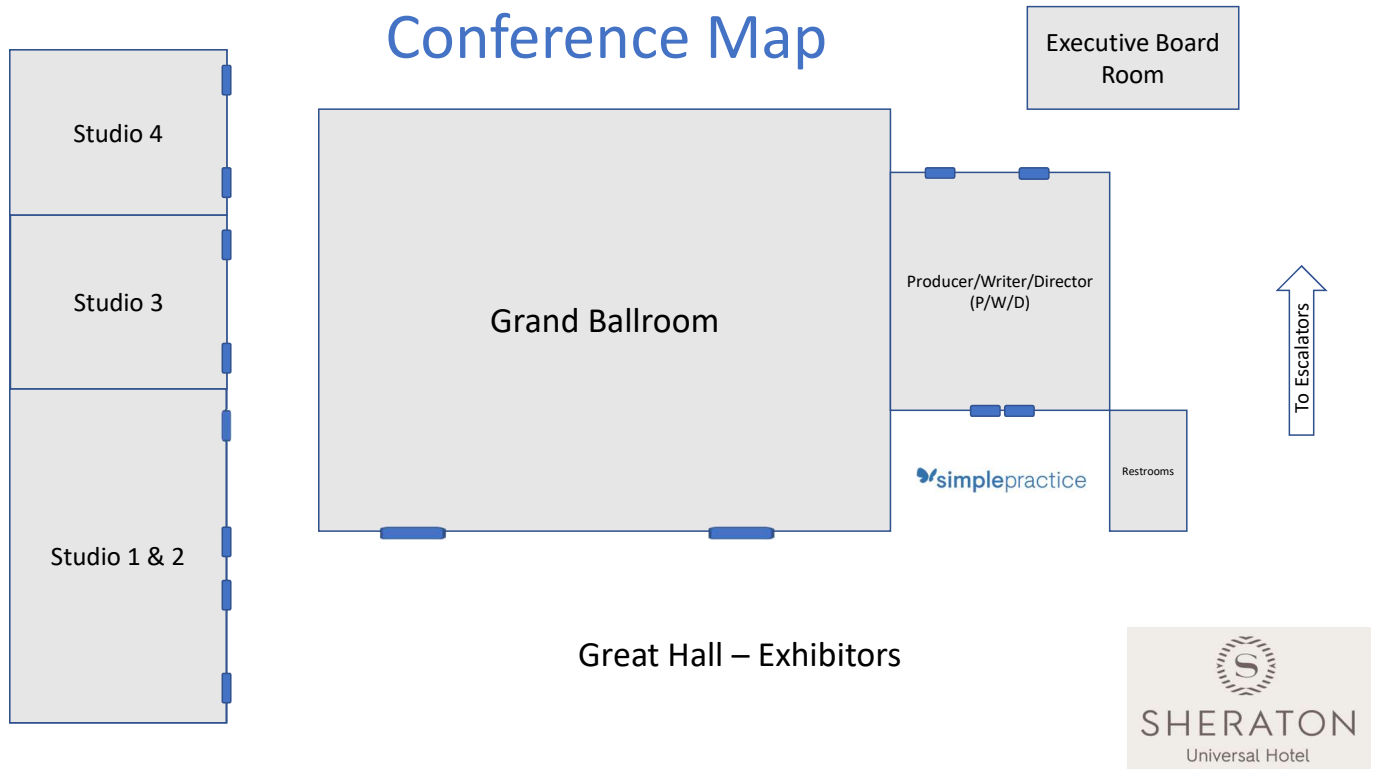 Conference Map
Executive Board
Room
Studio 4
Studio 3
Studio 1 & 2
Grand Ballroom
Producer/Writer/Director
(P/W/D)
To Escalators
Restrooms
simplepractice
Great Hall – Exhibitors
S
SHERATON
Universal Hotel